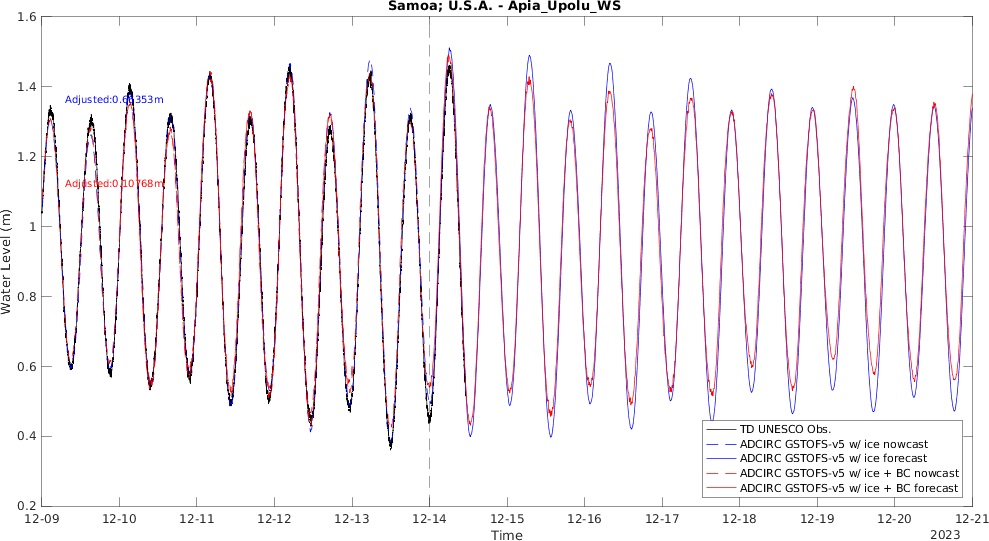 Samoa; U.S.A. - Apia_Upolu_WS
1.6
1.4
1.2
1
0.8
0.6
0.4
0.2
Water Level (m)
Adjusted:0.10768m
TD UNESCO Obs.
ADCIRC GSTOFS-v5 w/ ice nowcast
ADCIRC GSTOFS-v5 w/ ice forecast
ADCIRC GSTOFS-v5 w/ ice + BC nowcast
ADCIRC GSTOFS-v5 w/ ice + BC forecast
12-09 12-10 12-11 12-12 12-13 12-14 12-15 12-16 12-17 12-18 12-19 12-20 12-21
Time
2023